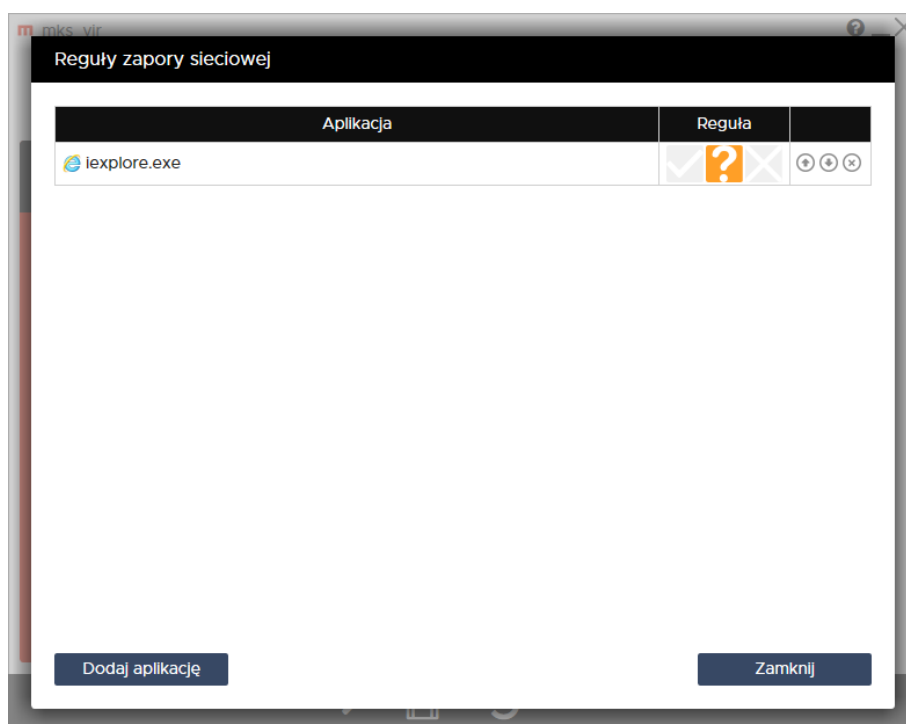 mks_vir
Reguły zapory sieciowej
Aplikacja Reguła
iexplore.exe
Dodaj aplikację Zamknij